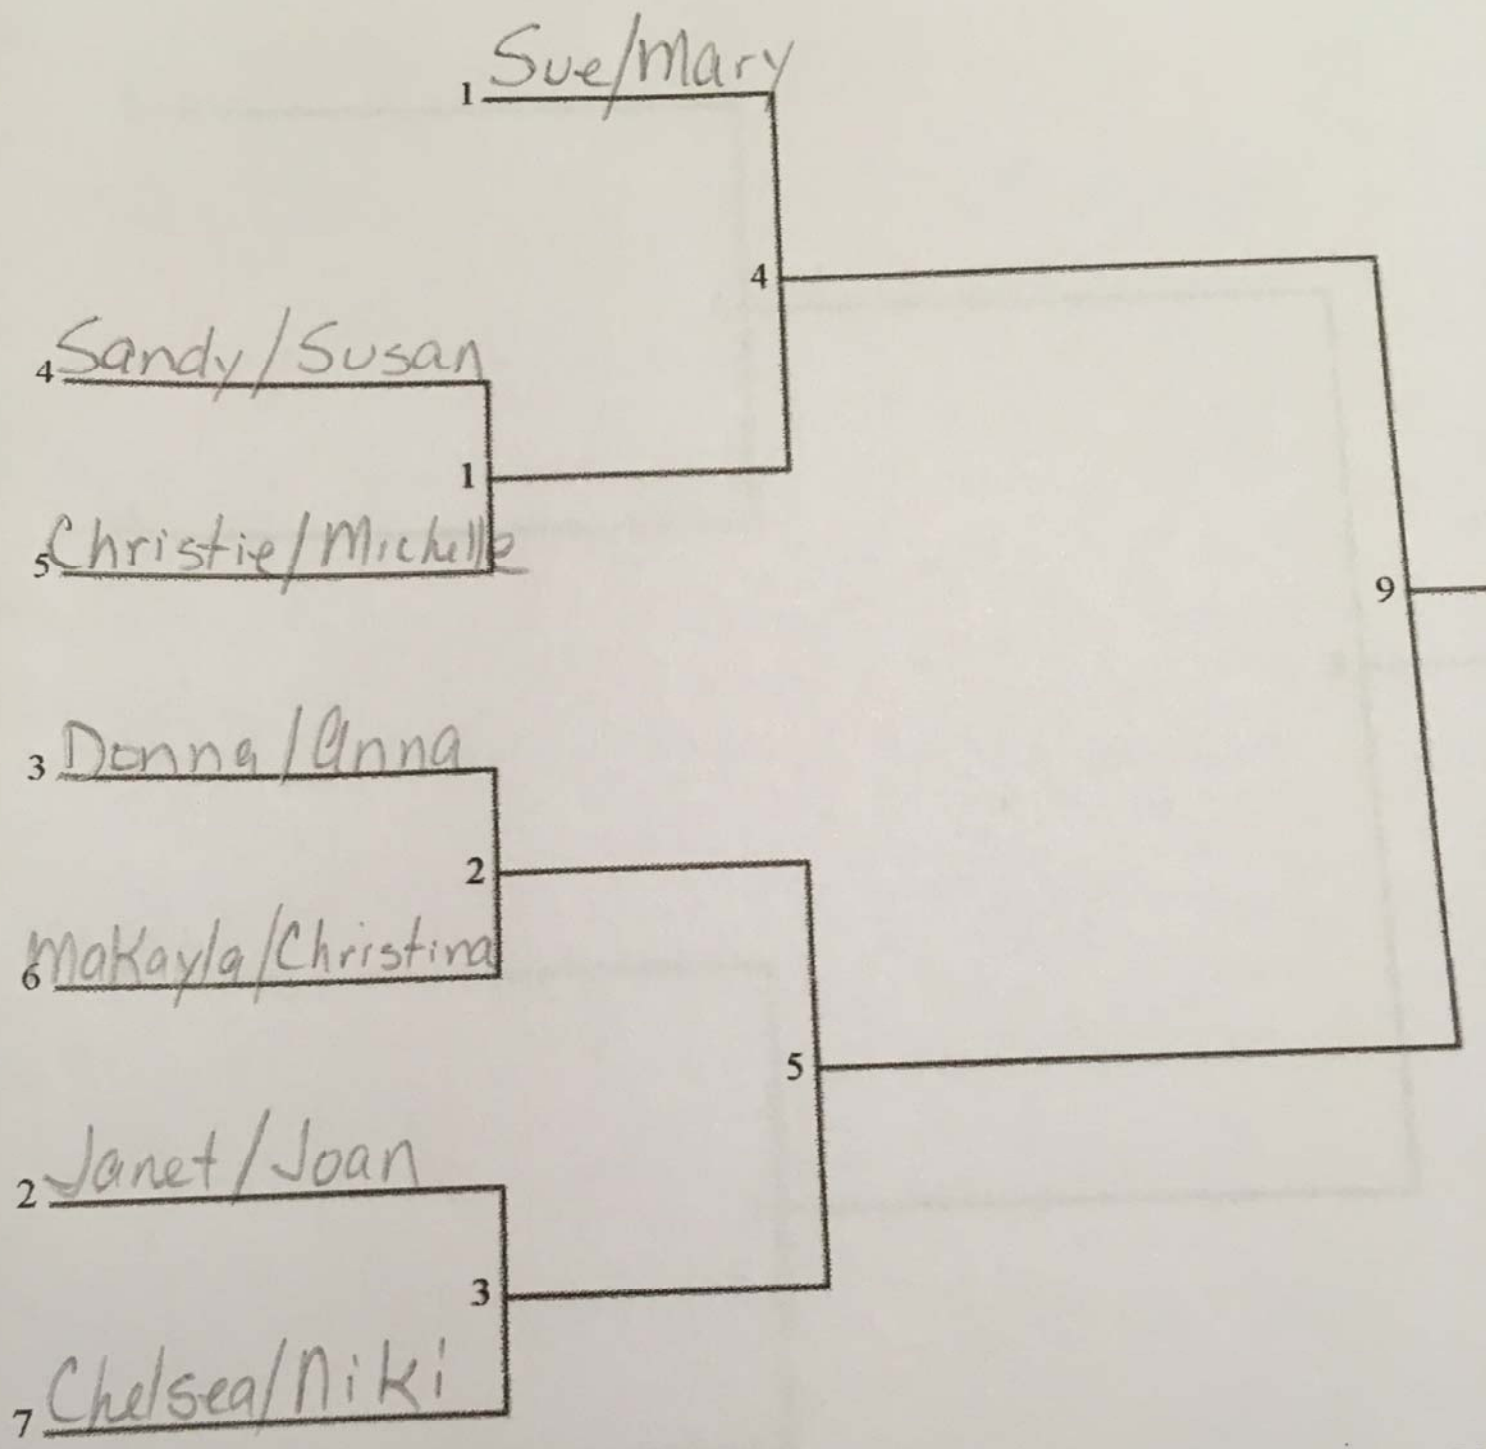 1 Sue/Mary
4
4 Sandy/Susan
1
5 Christie/Michelle
9
3 Donna/Anna
2
6 MaKayla/Christina
5
2 Janet/Joan
3
7 Chelsea/Niki